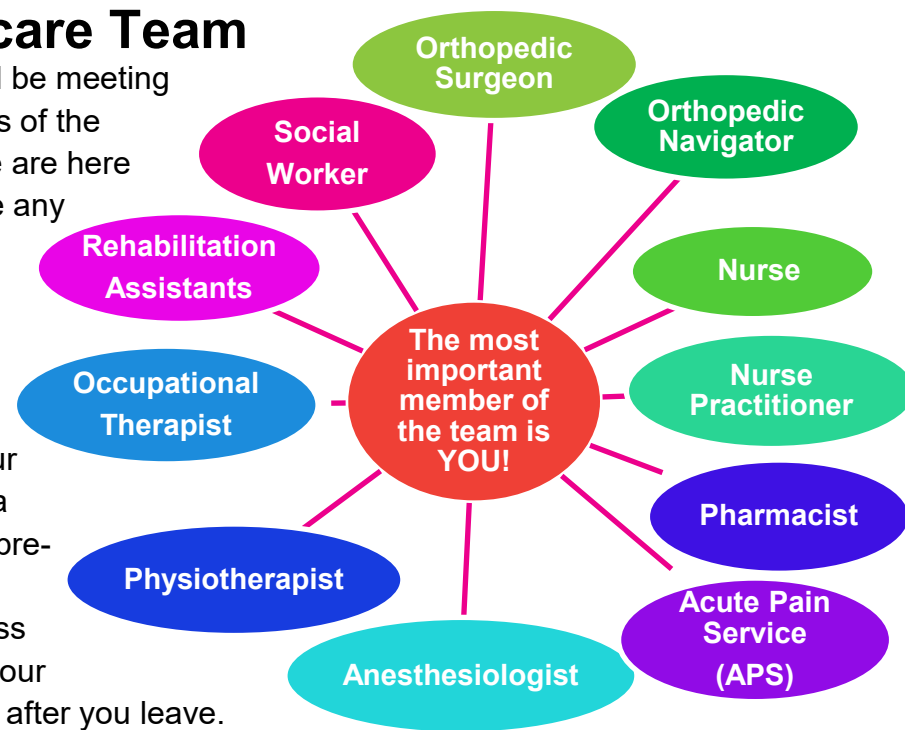 care Team
be meeting
s of the
e are here
e any
ur
a
pre-
ss
our
after you leave.
Orthopedic
Surgeon
Orthopedic
Navigator
Social
Worker
Rehabilitation
Assistants
Nurse
Occupational
Therapist
Nurse
Practitioner
The most
important
member of
the team is
YOU!
Pharmacist
Physiotherapist
Acute Pain
Service
(APS)
Anesthesiologist